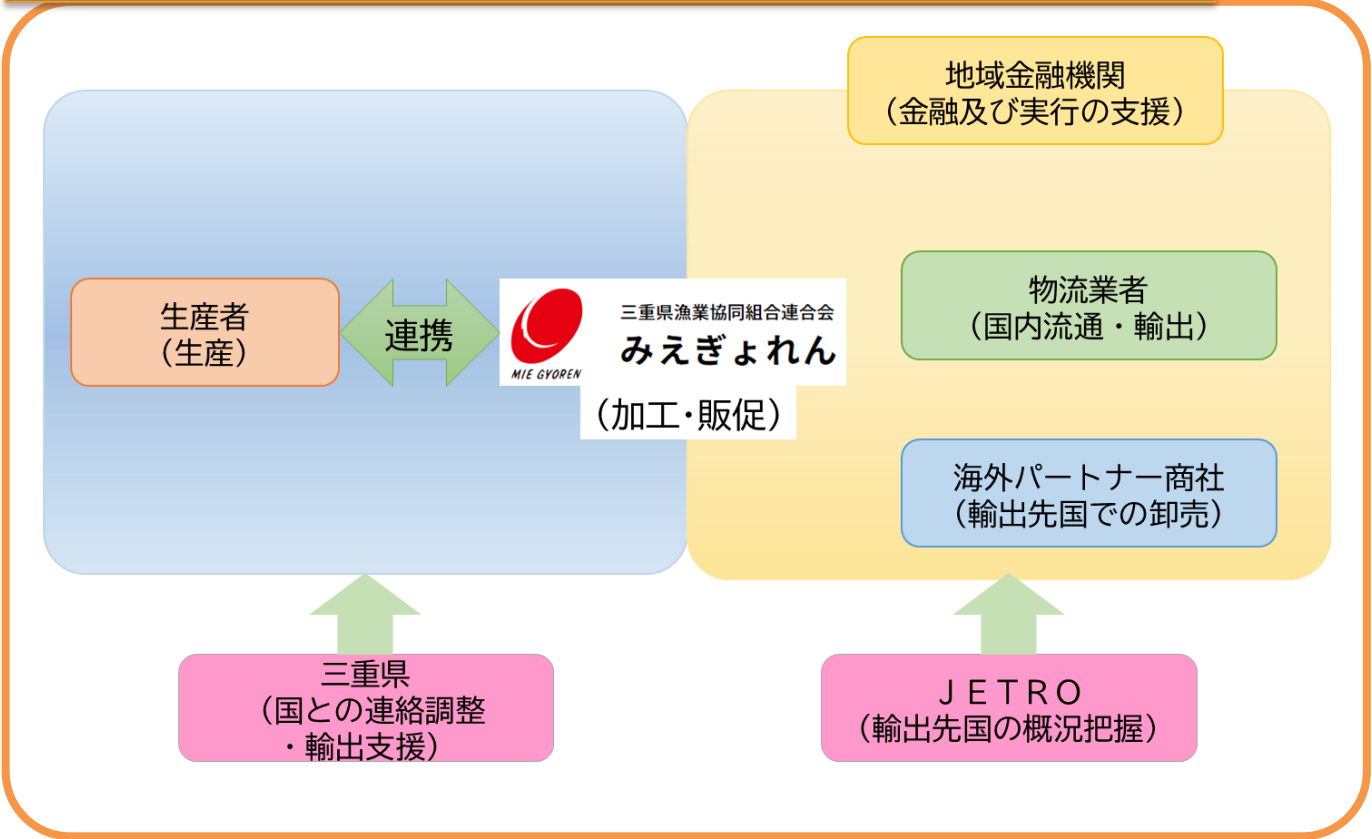 地域金融機関
（金融及び実行の支援）
生産者
（生産）
連携
MIE GYOREN
三重県漁業協同組合連合会
みえぎょれん
（加工・販促）
物流業者
（国内流通・輸出）
海外パートナー商社
（輸出先国での卸売）
三重県
（国との連絡調整
・輸出支援）
ＪＥＴＲＯ
（輸出先国の概況把握）